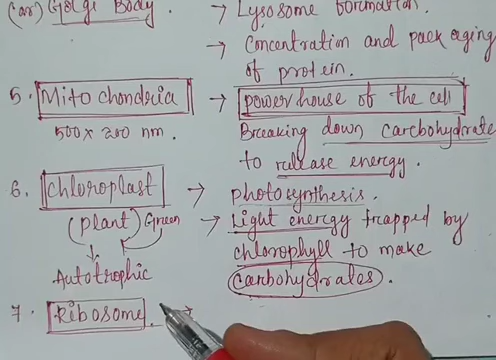 (or) Golgi Body. → Lysosome formation.
→ Concentration and packaging
of protein.
5. Mitochondria → powerhouse of the cell
500 x 200 nm. Breaking down carbohydrate
to release energy.
6. chloroplast → photosynthesis.
(plant) Green → Light energy trapped by
chlorophyll to make
Autotrophic carbohydrates.
7. Ribosome. →